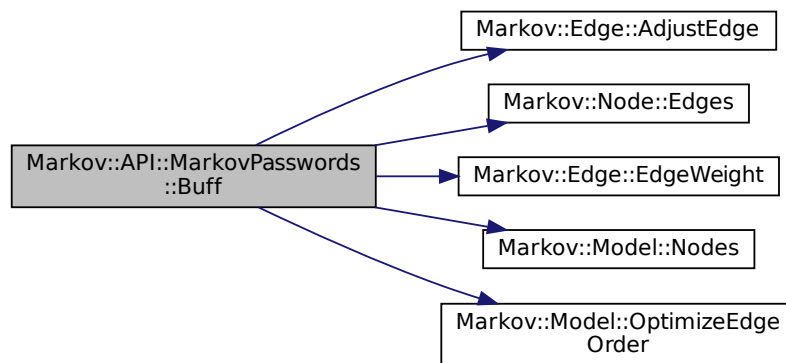 Markov::Edge::AdjustEdge
Markov::Node::Edges
Markov::API::MarkovPasswords
::Buff
Markov::Edge::EdgeWeight
Markov::Model::Nodes
Markov::Model::OptimizeEdge
Order